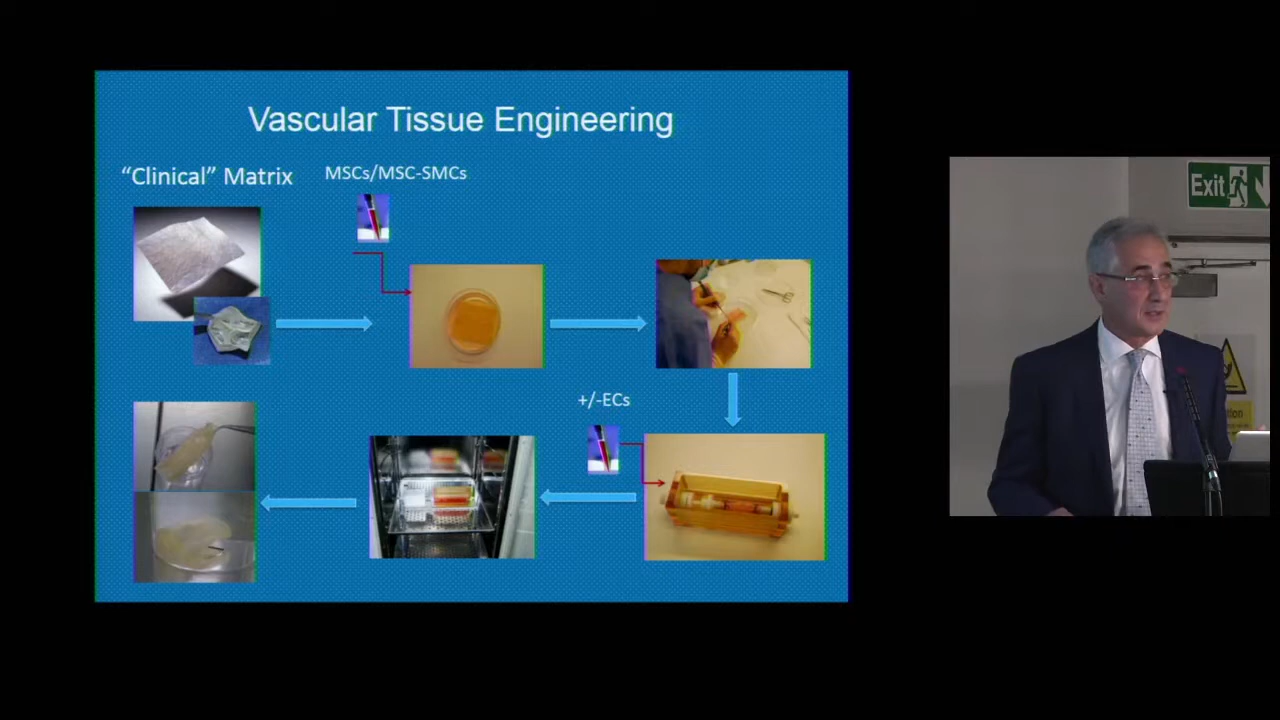 Vascular Tissue Engineering
“Clinical” Matrix
MSCs/MSC-SMCs
+/-ECs
Exit